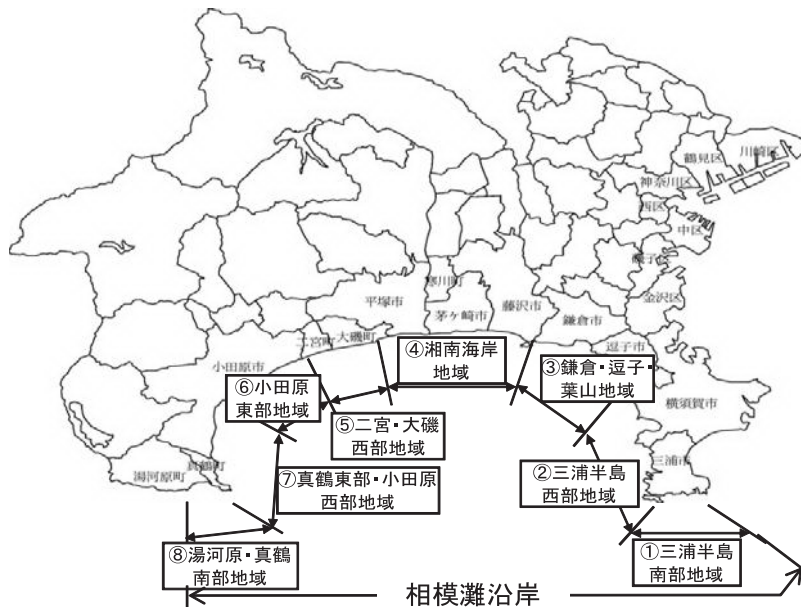 鶴見区
川崎区
神奈川区
西区
中区
磯子区
金沢区
寒川町
平塚市
茅ヶ崎市
藤沢市
鎌倉市
二宮町
大磯町
逗子市
小田原市
④湘南海岸
地域
③鎌倉・逗子・
葉山地域
⑥小田原
東部地域
横須賀市
⑤二宮・大磯
西部地域
真鶴町
湯河原町
三浦市
⑦真鶴東部・小田原
西部地域
②三浦半島
西部地域
⑧湯河原・真鶴
南部地域
①三浦半島
南部地域
相模灘沿岸